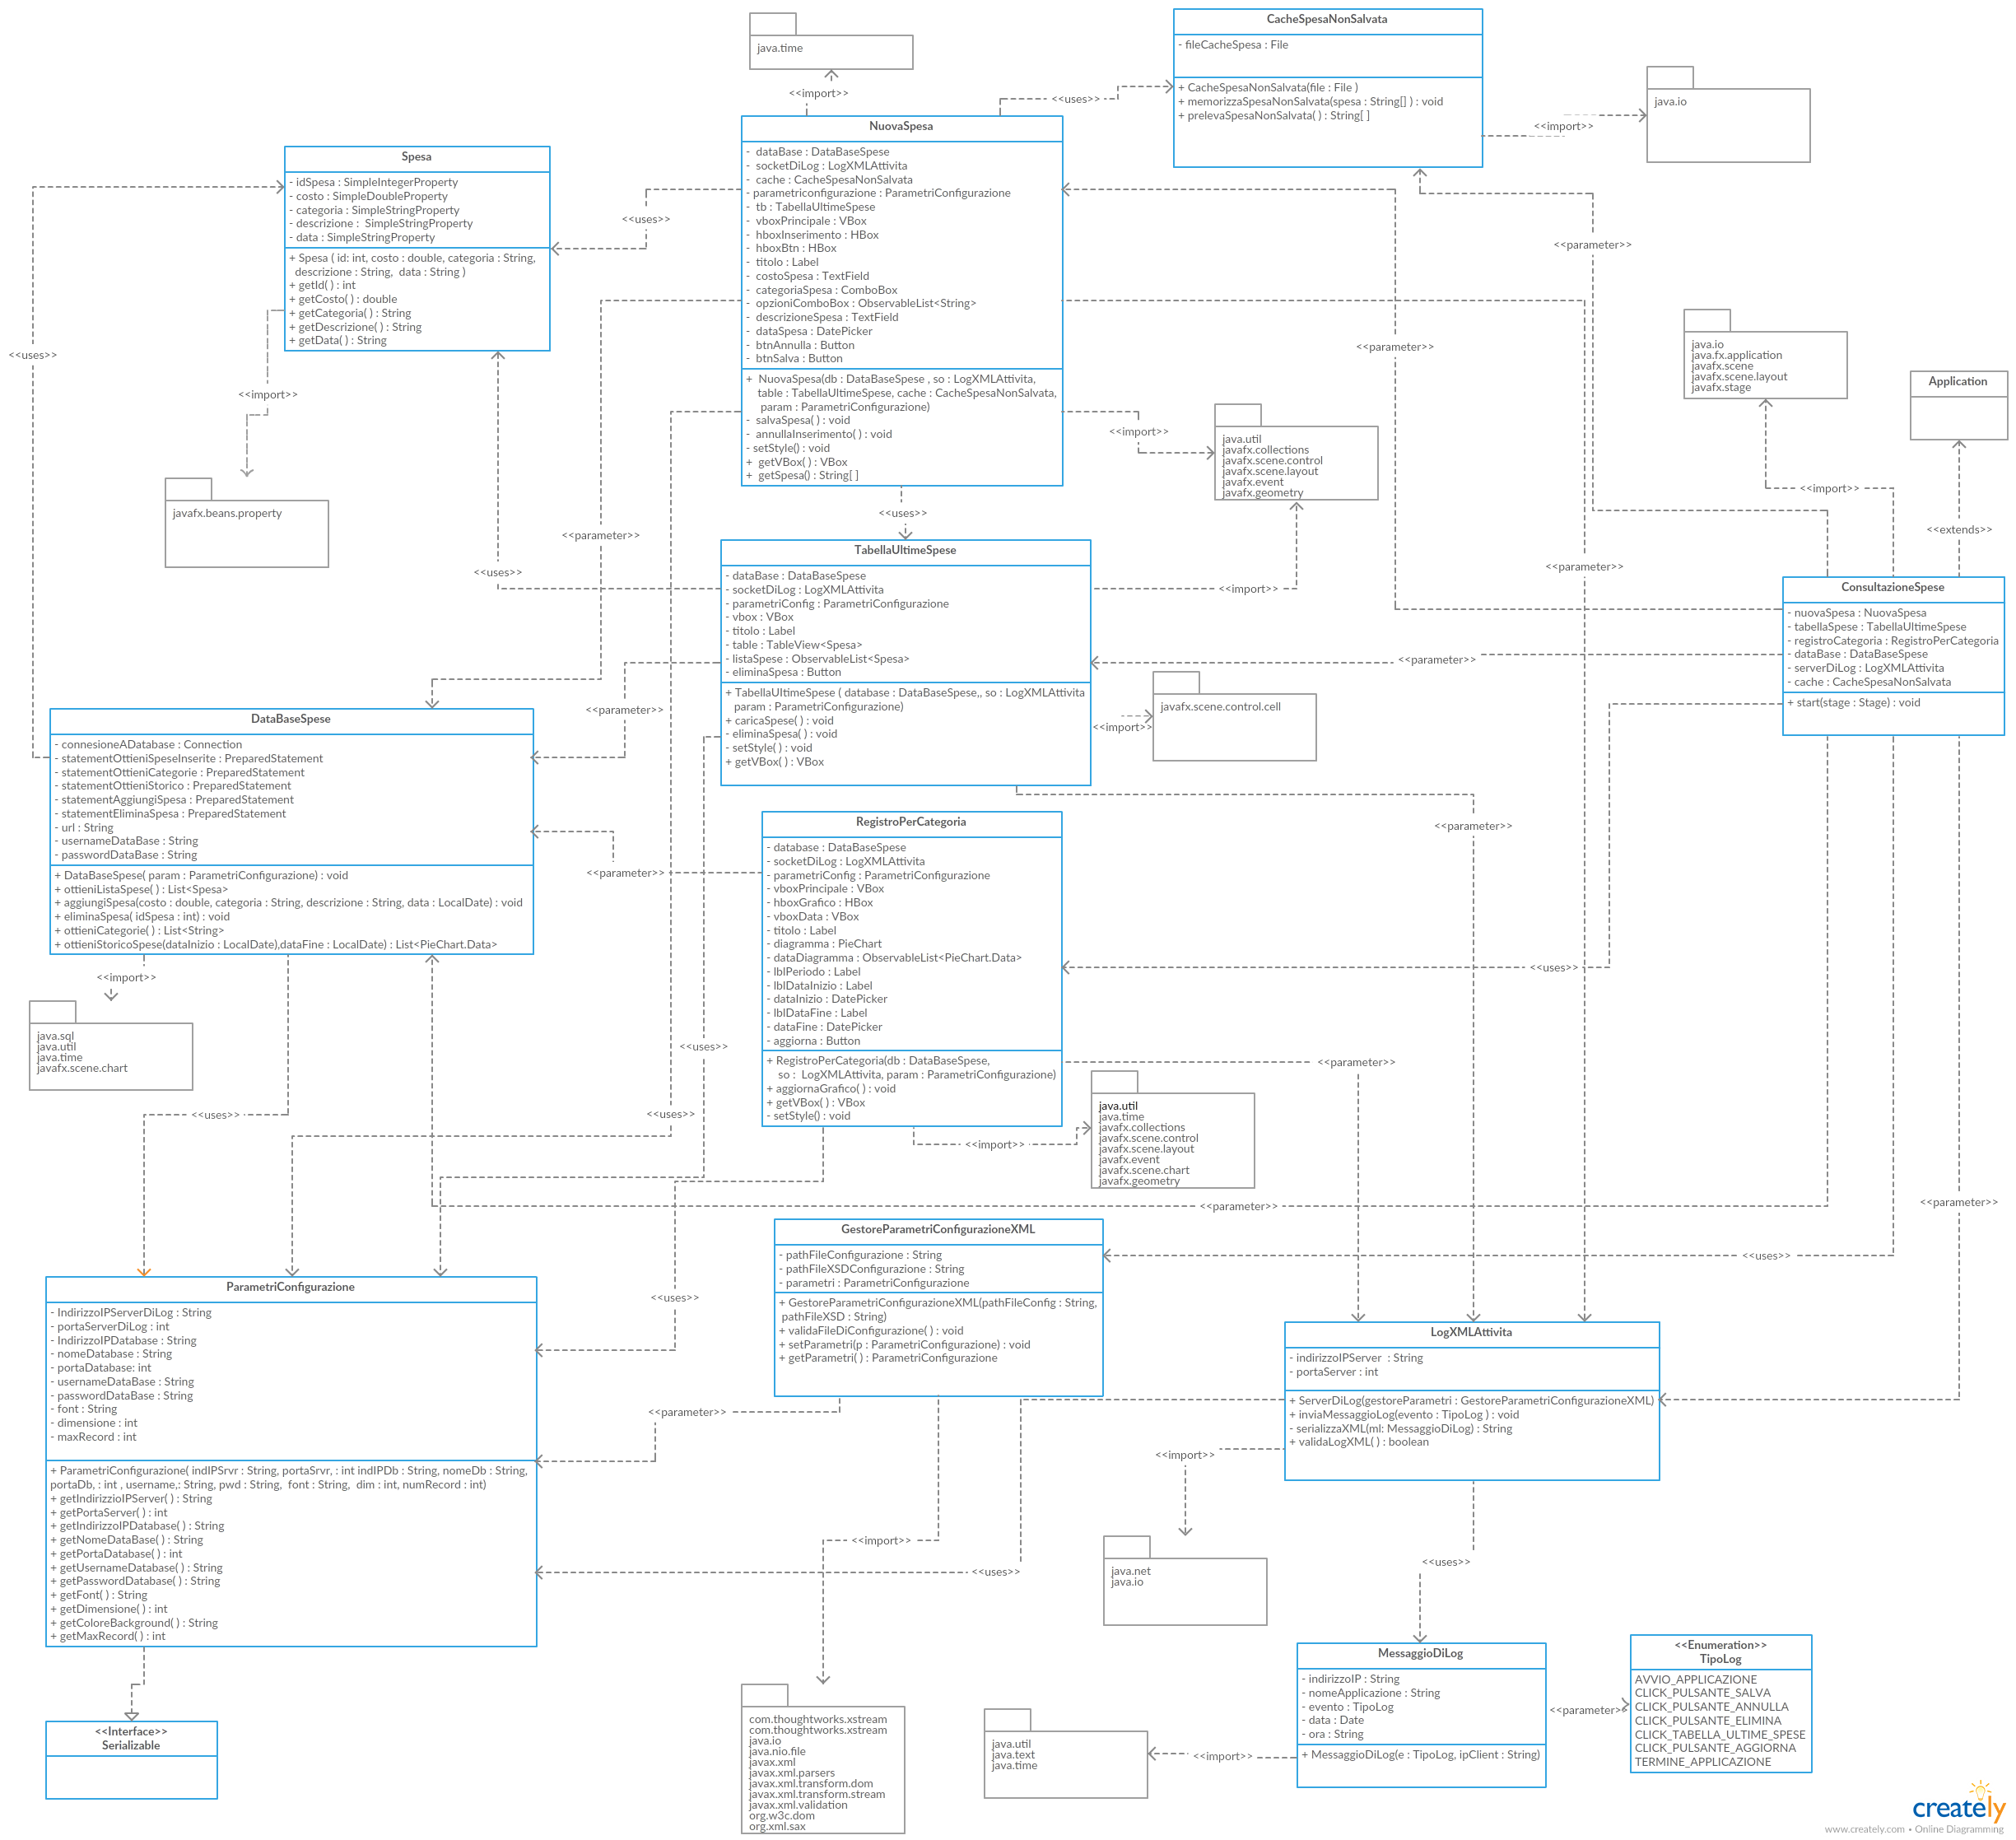 java.time
<<import>>
CacheSpesaNonSalvata
- fileCacheSpesa : File
+ CacheSpesaNonSalvata(file : File )
+ memorizzaSpesaNonSalvata(spesa : String[] ) : void
+ prelevaSpesaNonSalvata( ) : String[ ]
<<uses>>
<<import>>
java.io
NuovaSpesa
- dataBase : DataBaseSpese
- socketDiLog : LogXMLAttivita
- cache : CacheSpesaNonSalvata
- parametriconfigurazione : ParametriConfigurazione
- tb : TabellaUltimeSpese
- vboxPrincipale : VBox
- hboxInserimento : HBox
- hboxBtn : HBox
- titolo : Label
- costoSpesa : TextField
- categoriaSpesa : ComboBox
- opzioniComboBox : ObservableList<String>
- descrizioneSpesa : TextField
- dataSpesa : DatePicker
- btnAnnulla : Button
- btnSalva : Button
+ NuovaSpesa(db : DataBaseSpese , so : LogXMLAttivita,
table : TabellaUltimeSpese, cache : CacheSpesaNonSalvata,
param : ParametriConfigurazione)
- salvaSpesa( ) : void
- annullaInserimento( ) : void
- setStyle() : void
+ getVBox( ) : VBox
+ getSpesa() : String[ ]
Spesa
- idSpesa : SimpleIntegerProperty
- costo : SimpleDoubleProperty
- categoria : SimpleStringProperty
- descrizione : SimpleStringProperty
- data : SimpleStringProperty
+ Spesa ( id: int, costo : double, categoria : String,
descrizione : String, data : String )
+ getId( ) : int
+ getCosto( ) : double
+ getCategoria( ) : String
+ getDescrizione( ) : String
+ getData( ) : String
<<uses>>
<<parameter>>
<<uses>>
<<parameter>>
<<import>>
javafx.beans.property
java.io
java.fx.application
javafx.scene
javafx.scene.layout
javafx.stage
Application
<<import>>
java.util
javafx.collections
javafx.scene.control
javafx.scene.layout
javafx.event
javafx.geometry
<<import>>
<<extends>>
<<uses>>
<<parameter>>
<<uses>>
<<parameter>>
<<import>>
TabellaUltimeSpese
- dataBase : DataBaseSpese
- socketDiLog : LogXMLAttivita
- parametriConfig : ParametriConfigurazione
- vbox : VBox
- titolo : Label
- table : TableView<Spesa>
- listaSpese : ObservableList<Spesa>
- eliminaSpesa : Button
+ TabellaUltimeSpese ( database : DataBaseSpese,, so : LogXMLAttivita
param : ParametriConfigurazione)
+ caricaSpese( ) : void
- eliminaSpesa( ) : void
- setStyle( ) : void
+ getVBox( ) : VBox
ConsultazioneSpese
- nuovaSpesa : NuovaSpesa
- tabellaSpese : TabellaUltimeSpese
- registroCategoria : RegistroPerCategoria
- dataBase : DataBaseSpese
- serverDiLog : LogXMLAttivita
- cache : CacheSpesaNonSalvata
+ start(stage : Stage) : void
<<parameter>>
<<parameter>>
<<import>>
javafx.scene.control.cell
DataBaseSpese
- connesioneADatabase : Connection
- statementOttieniSpeseInserite : PreparedStatement
- statementOttieniCategorie : PreparedStatement
- statementOttieniStorico : PreparedStatement
- statementAggiungiSpesa : PreparedStatement
- statementEliminaSpesa : PreparedStatement
- url : String
- usernameDataBase : String
- passwordDataBase : String
+ DataBaseSpese( param : ParametriConfigurazione) : void
+ ottieniListaSpese( ) : List<Spesa>
+ aggiungiSpesa(costo : double, categoria : String, descrizione : String, data : LocalDate) : void
+ eliminaSpesa( idSpesa : int) : void
+ ottieniCategorie( ) : List<String>
+ ottieniStoricoSpese(dataInizio : LocalDate),dataFine : LocalDate) : List<PieChart.Data>
<<parameter>>
<<parameter>>
RegistroPerCategoria
- database : DataBaseSpese
- socketDiLog : LogXMLAttivita
- parametriConfig : ParametriConfigurazione
- vboxPrincipale : VBox
- hboxGrafico : HBox
- vboxData : VBox
- titolo : Label
- diagramma : PieChart
- dataDiagramma : ObservableList<PieChart.Data>
- lblPeriodo : Label
- lblDataInizio : Label
- dataInizio : DatePicker
- lblDataFine : Label
- dataFine : DatePicker
- aggiorna : Button
+ RegistroPerCategoria(db : DataBaseSpese,
so : LogXMLAttivita, param : ParametriConfigurazione)
+ aggiornaGrafico( ) : void
+ getVBox( ) : VBox
- setStyle() : void
<<uses>>
<<import>>
java.sql
java.util
java.time
javafx.scene.chart
<<uses>>
<<parameter>>
<<uses>>
<<uses>>
<<import>>
java.util
java.time
javafx.collections
javafx.scene.control
javafx.scene.layout
javafx.event
javafx.scene.chart
javafx.geometry
<<parameter>>
<<parameter>>
GestoreParametriConfigurazioneXML
- pathFileConfigurazione : String
- pathFileXSDConfigurazione : String
- parametri : ParametriConfigurazione
+ GestoreParametriConfigurazioneXML(pathFileConfig : String,
pathFileXSD : String)
+ validaFileDiConfigurazione( ) : void
+ setParametri(p : ParametriConfigurazione) : void
+ getParametri( ) : ParametriConfigurazione
<<uses>>
<<uses>>
ParametriConfigurazione
- IndirizzoIPServerDiLog : String
- portaServerDiLog : int
- IndirizzoIPDatabase : String
- nomeDatabase : String
- portaDatabase: int
- usernameDataBase : String
- passwordDataBase : String
- font : String
- dimensione : int
- maxRecord : int
+ ParametriConfigurazione( indIPSrvr : String, portaSrvr, : int indIPDb : String, nomeDb : String,
portaDb, : int , username,: String, pwd : String, font : String, dim : int, numRecord : int)
+ getIndirizzioIPServer( ) : String
+ getPortaServer( ) : int
+ getIndirizzoIPDatabase( ) : String
+ getNomeDataBase( ) : String
+ getPortaDatabase( ) : int
+ getUsernameDatabase( ) : String
+ getPasswordDatabase( ) : String
+ getFont( ) : String
+ getDimensione( ) : int
+ getColoreBackground( ) : String
+ getMaxRecord( ) : int
LogXMLAttivita
- indirizzoIPServer : String
- portaServer : int
+ ServerDiLog(gestoreParametri : GestoreParametriConfigurazioneXML)
+ inviaMessaggioLog(evento : TipoLog ) : void
- serializzaXML(ml: MessaggioDiLog) : String
+ validaLogXML( ) : boolean
<<parameter>>
<<import>>
<<import>>
<<uses>>
<<uses>>
java.net
java.io
<<Interface>>
Serializable
com.thoughtworks.xstream
com.thoughtworks.xstream
java.io
java.nio.file
javax.xml
javax.xml.parsers
javax.xml.transform.dom
javax.xml.transform.stream
javax.xml.validation
org.w3c.dom
org.xml.sax
java.util
java.text
java.time
<<import>>
MessaggioDiLog
- indirizzoIP : String
- nomeApplicazione : String
- evento : TipoLog
- data : Date
- ora : String
+ MessaggioDiLog(e : TipoLog, ipClient : String)
<<parameter>>
<<Enumeration>>
TipoLog
AVVIO_APPLICAZIONE
CLICK_PULSANTE_SALVA
CLICK_PULSANTE_ANNULLA
CLICK_PULSANTE_ELIMINA
CLICK_TABELLA_ULTIME_SPESE
CLICK_PULSANTE_AGGIORNA
TERMINE_APPLICAZIONE
creately
www.creately.com • Online Diagramming